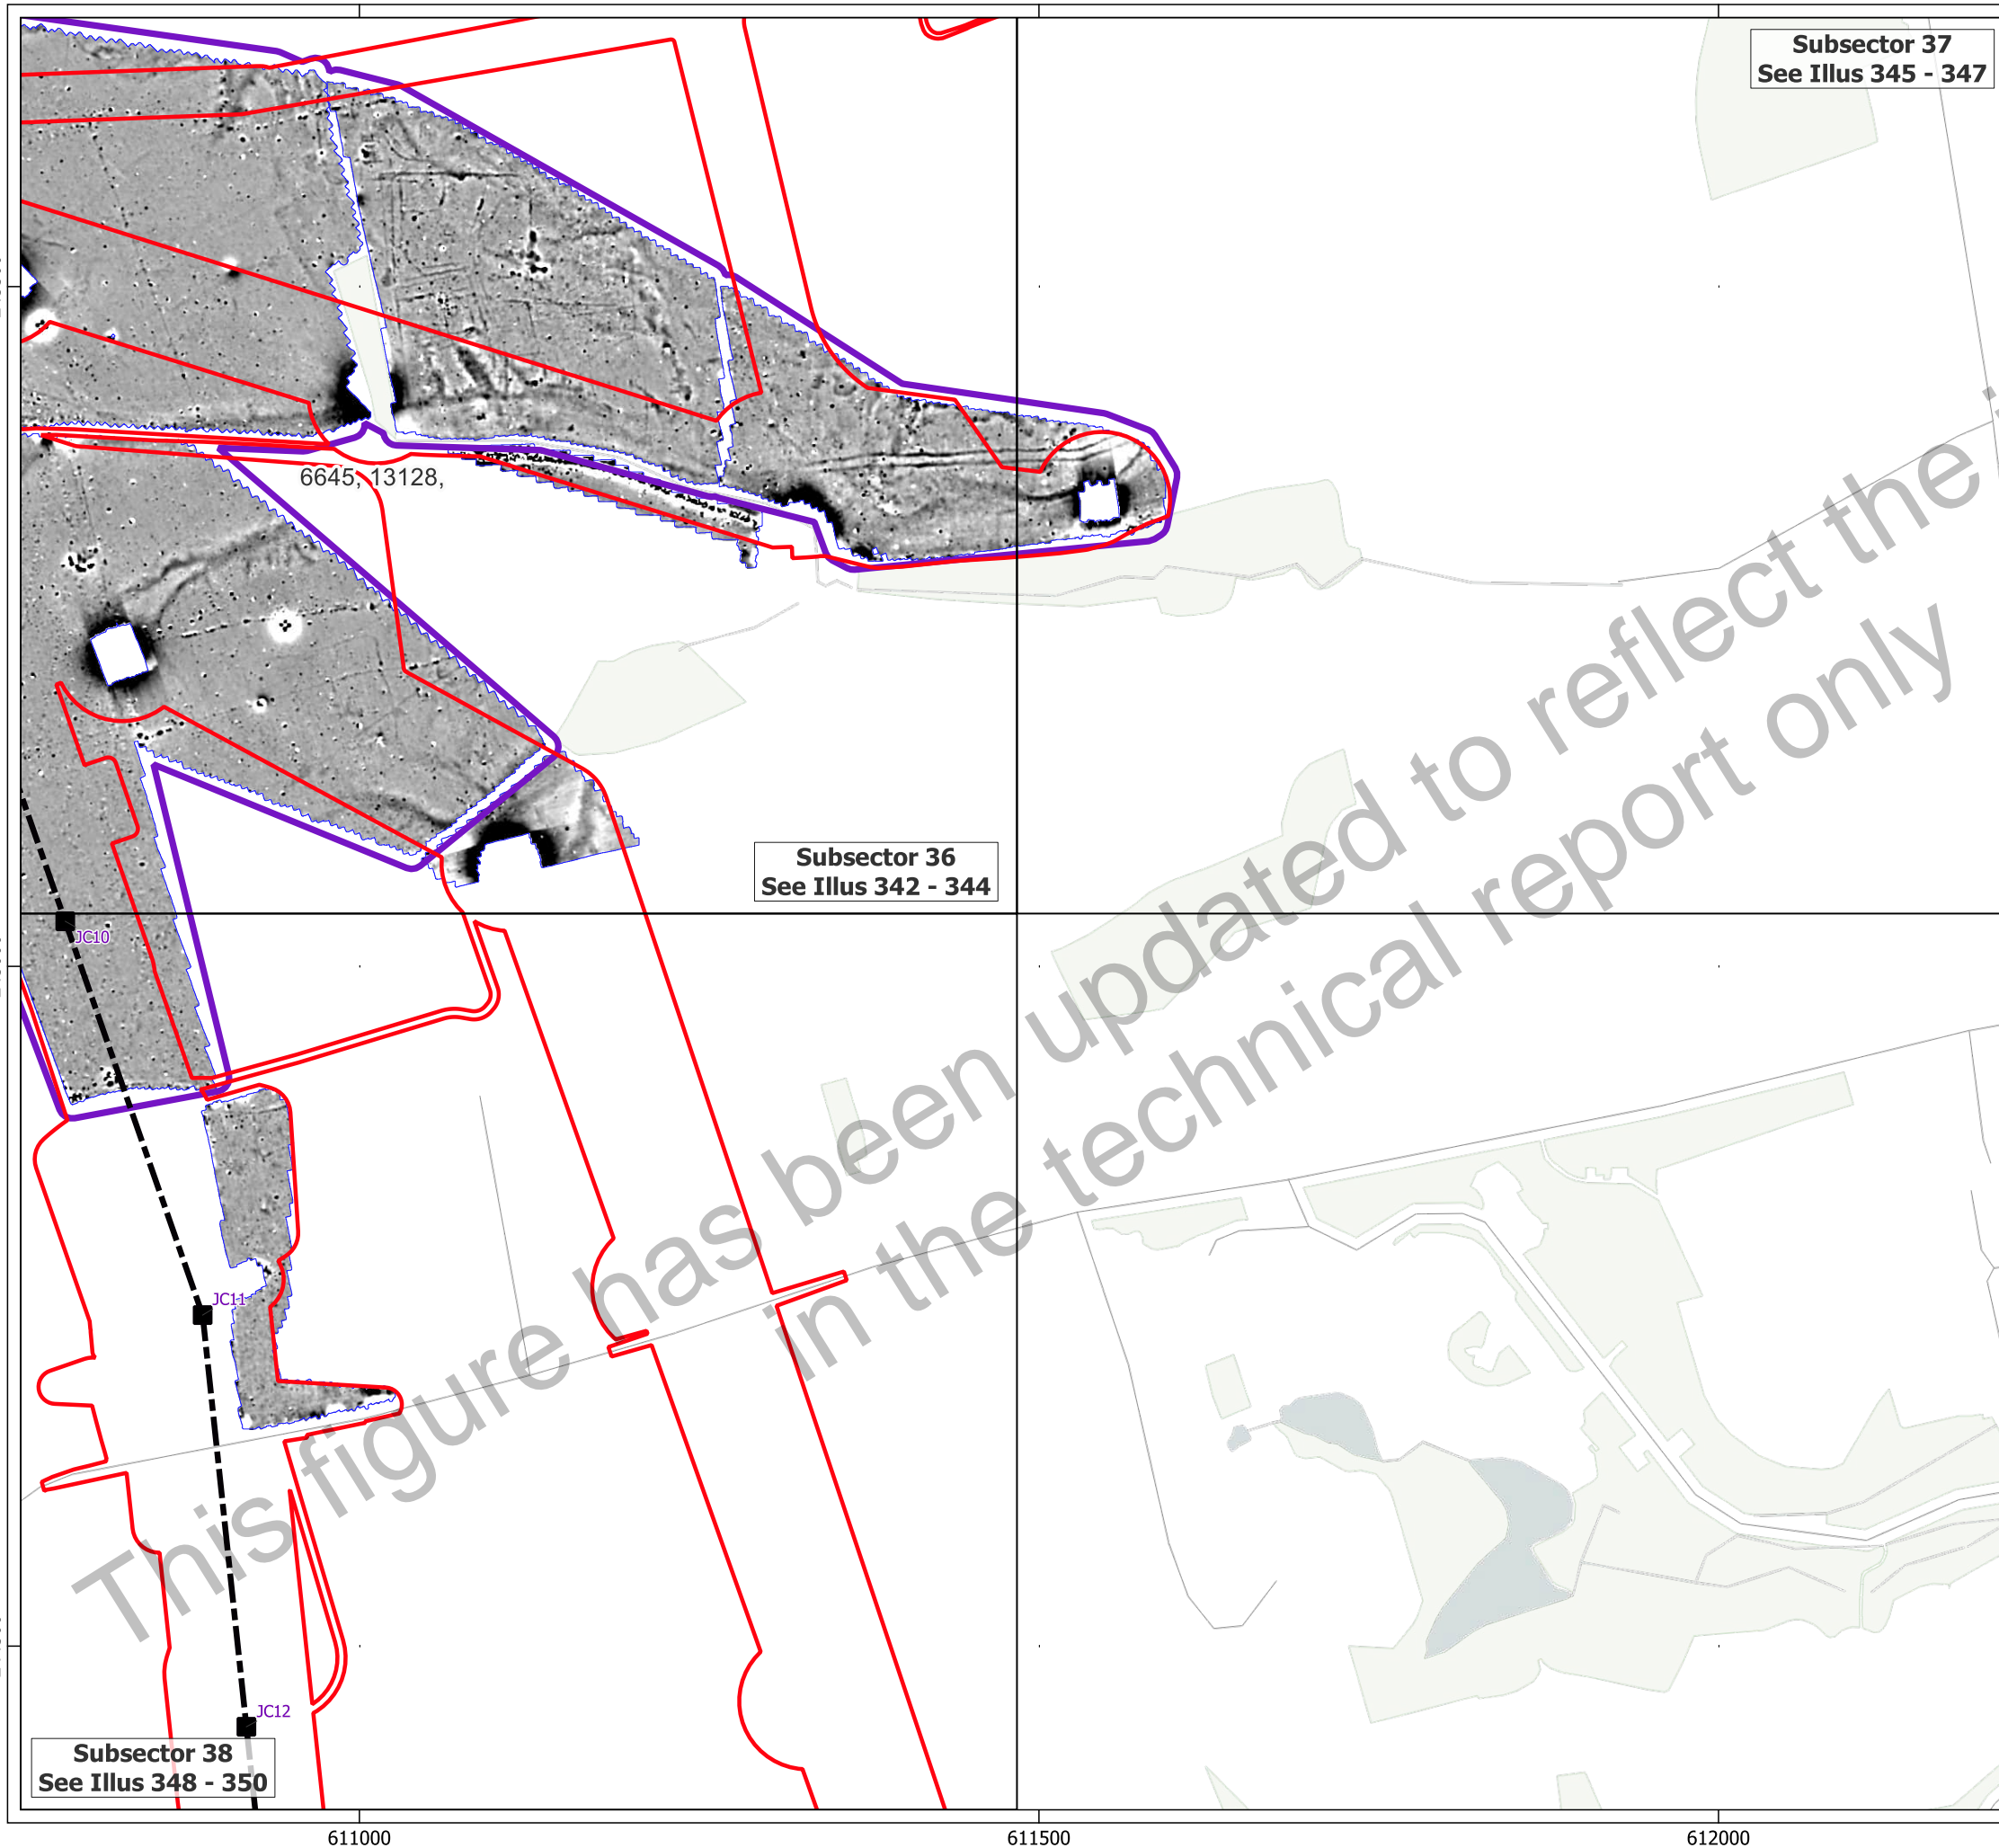 Subsector 37
See Illus 345 - 347
6645, 13128,
Subsector 36
See Illus 342 - 344
JC10
JC11
JC12
This figure has been updated to reflect the
in the technical report only
Subsector 38
See Illus 348 - 350
611000
611500
612000